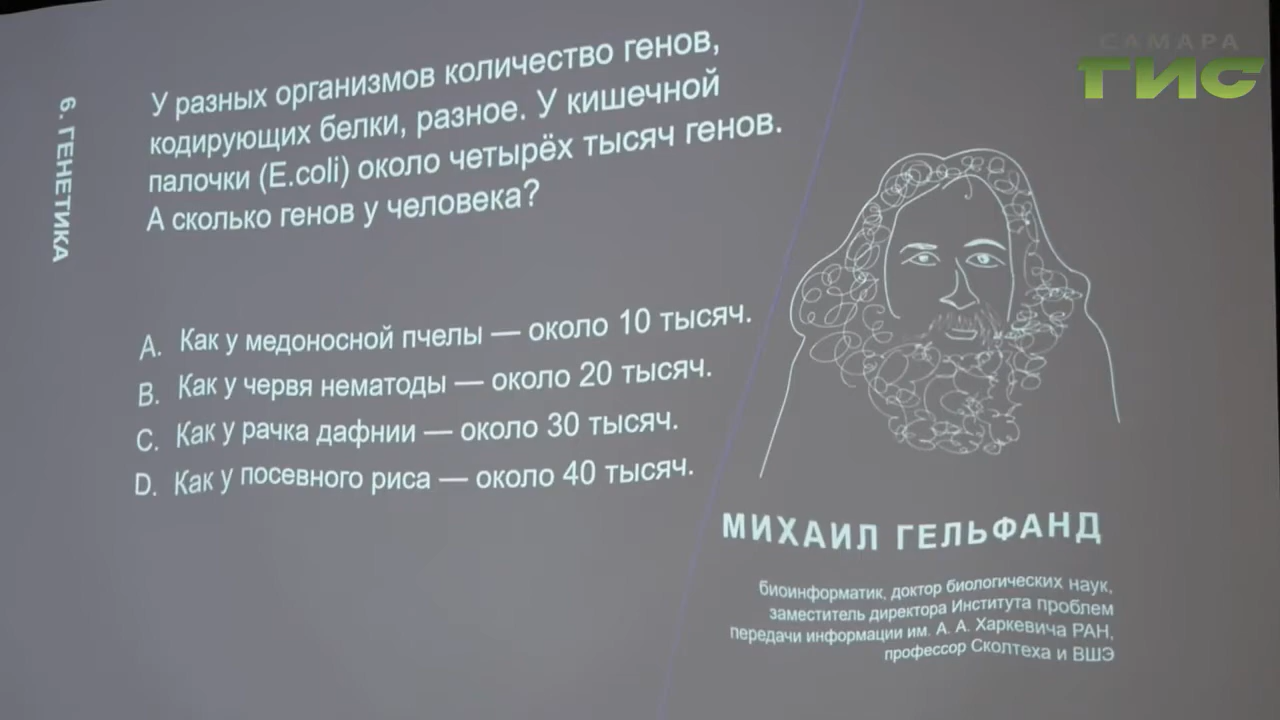 САМАРА
ГИС
6. ГЕНЕТИКА
У разных организмов количество генов,
кодирующих белки, разное. У кишечной
палочки (E.coli) около четырёх тысяч генов.
А сколько генов у человека?
A. Как у медоносной пчелы — около 10 тысяч.
B. Как у червя нематоды — около 20 тысяч.
C. Как у рачка дафнии — около 30 тысяч.
D. Как у посевного риса — около 40 тысяч.
МИХАИЛ ГЕЛЬФАНД
биоинформатик, доктор биологических наук,
заместитель директора Института проблем
передачи информации им. А. А. Харкевича РАН,
профессор Сколтеха и ВШЭ